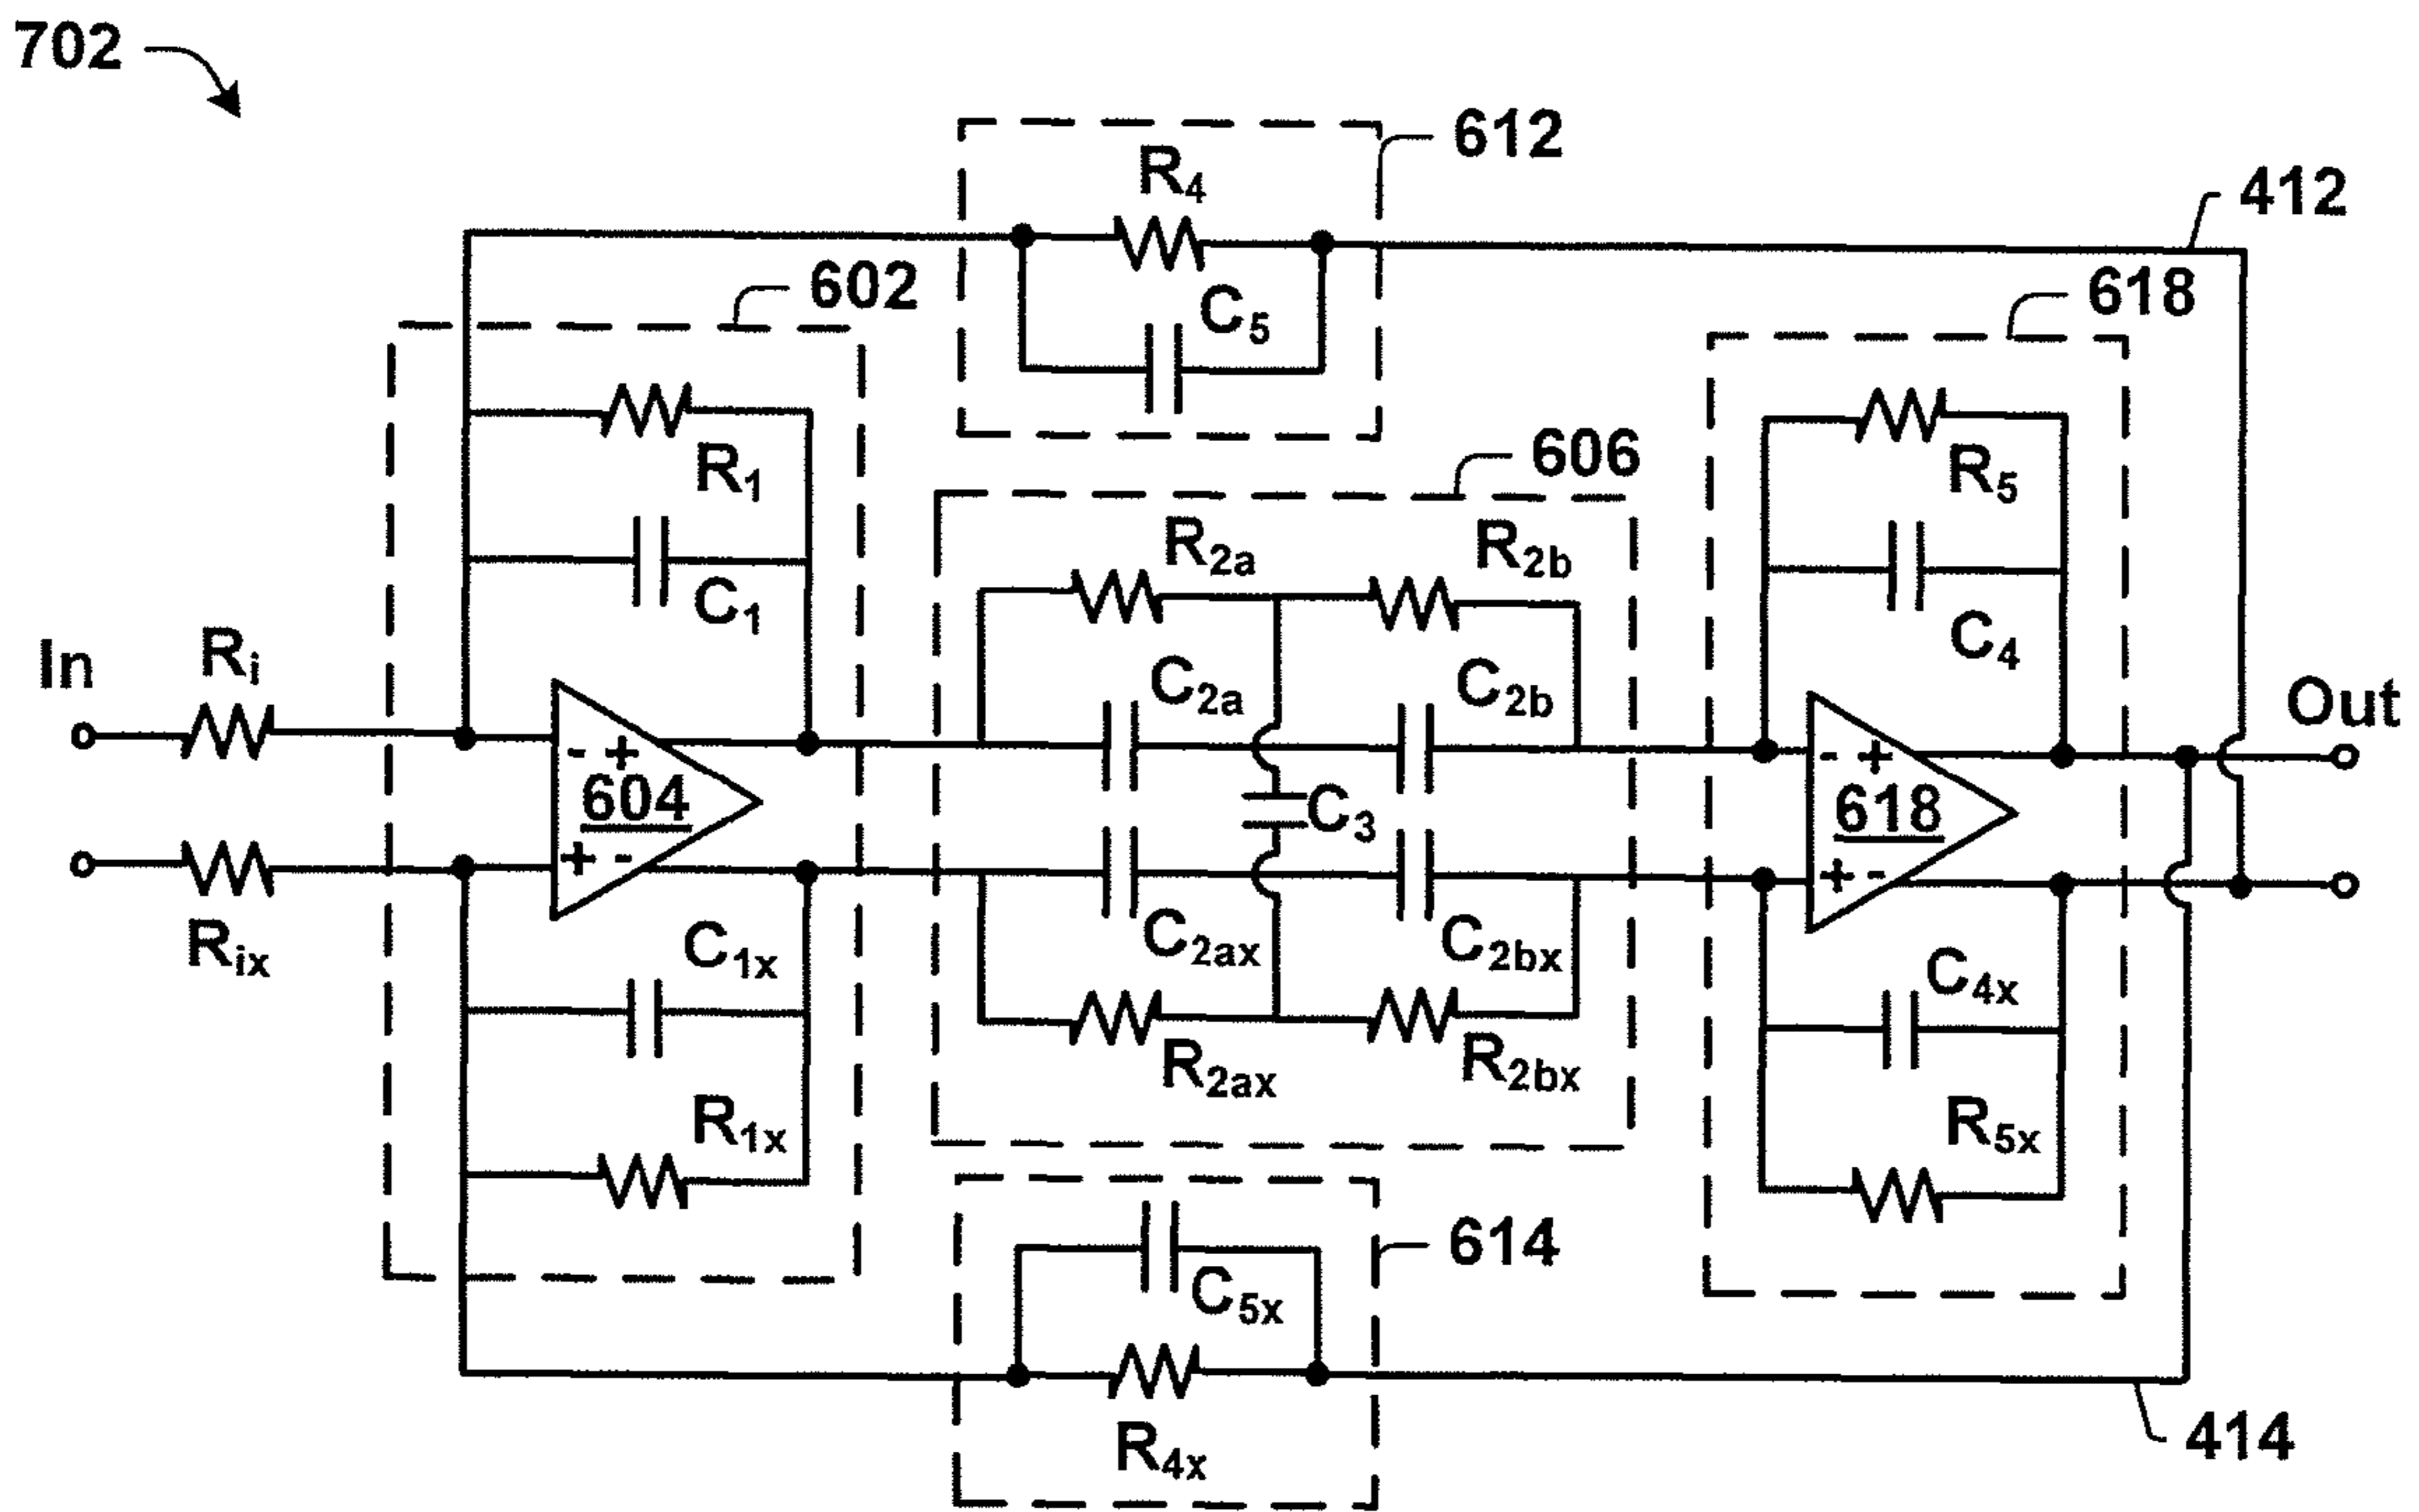 702
612
R4
412
602
C5
618
R1
606
R5
R2a
R2b
C1
C4
In
Ri
C2a
C2b
Out
- +
604
+ -
C3
- +
618
+ -
Rix
C1x
C2ax
C2bx
C4x
R1x
R2ax
R2bx
R5x
614
C5x
R4x
414